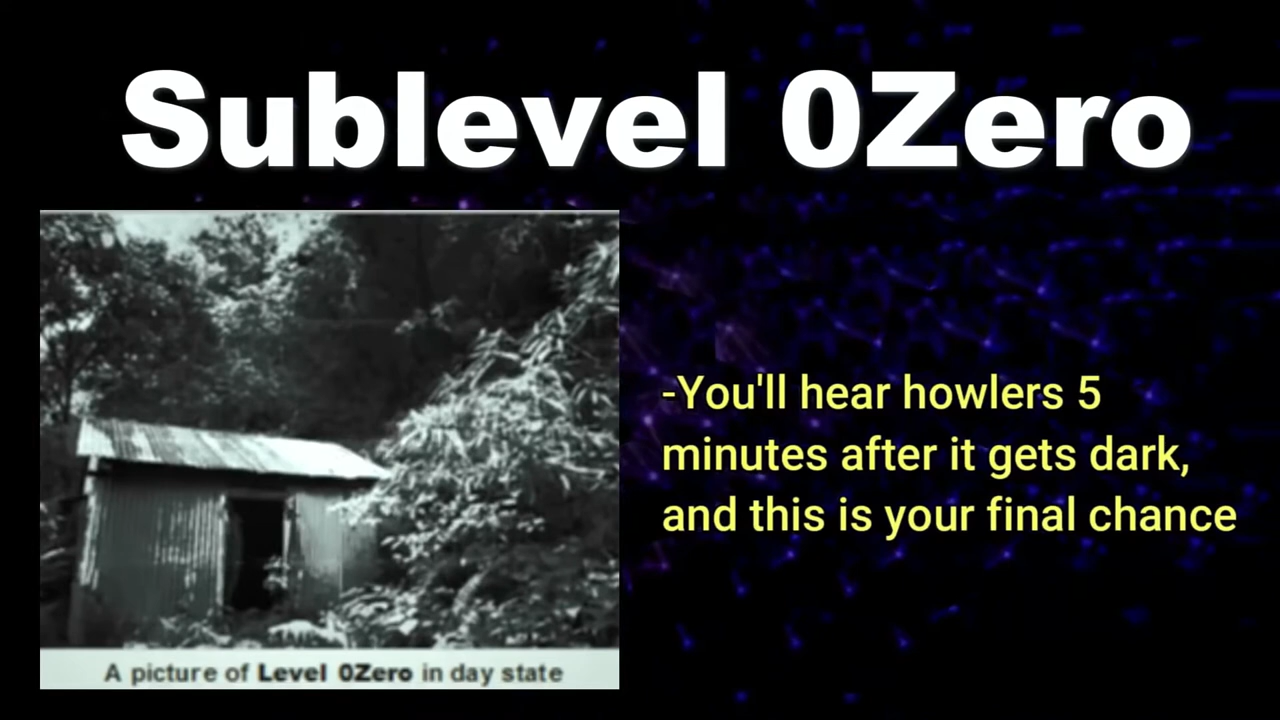 Sublevel 0Zero
-You'll hear howlers 5
minutes after it gets dark,
and this is your final chance
A picture of Level 0Zero in day state